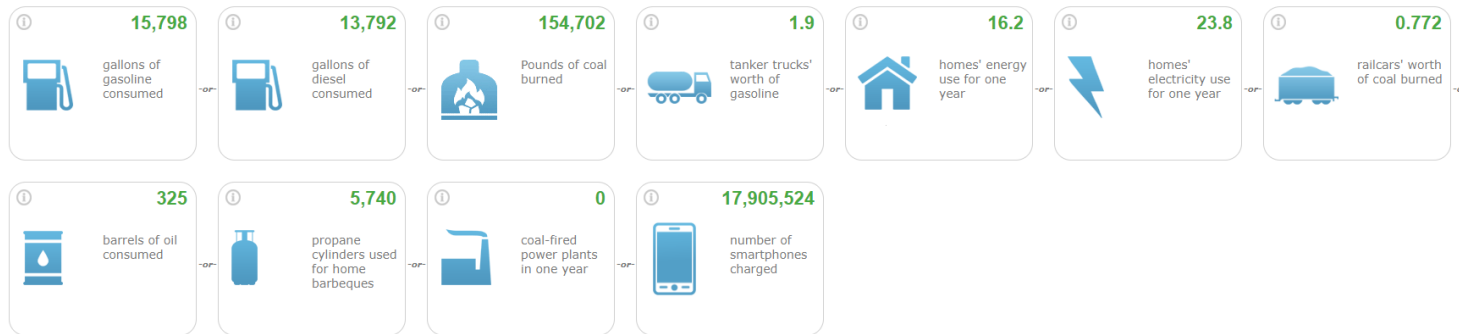 15,798
gallons of
gasoline
consumed
-or-
13,792
gallons of
diesel
consumed
-or-
154,702
Pounds of coal
burned
-or-
1.9
tanker trucks'
worth of
gasoline
-or-
16.2
homes' energy
use for one
year
-or-
23.8
homes'
electricity use
for one year
-or-
0.772
railcars' worth
of coal burned
325
barrels of oil
consumed
-or-
5,740
propane
cylinders used
for home
barbeques
-or-
0
coal-fired
power plants
in one year
-or-
17,905,524
number of
smartphones
charged